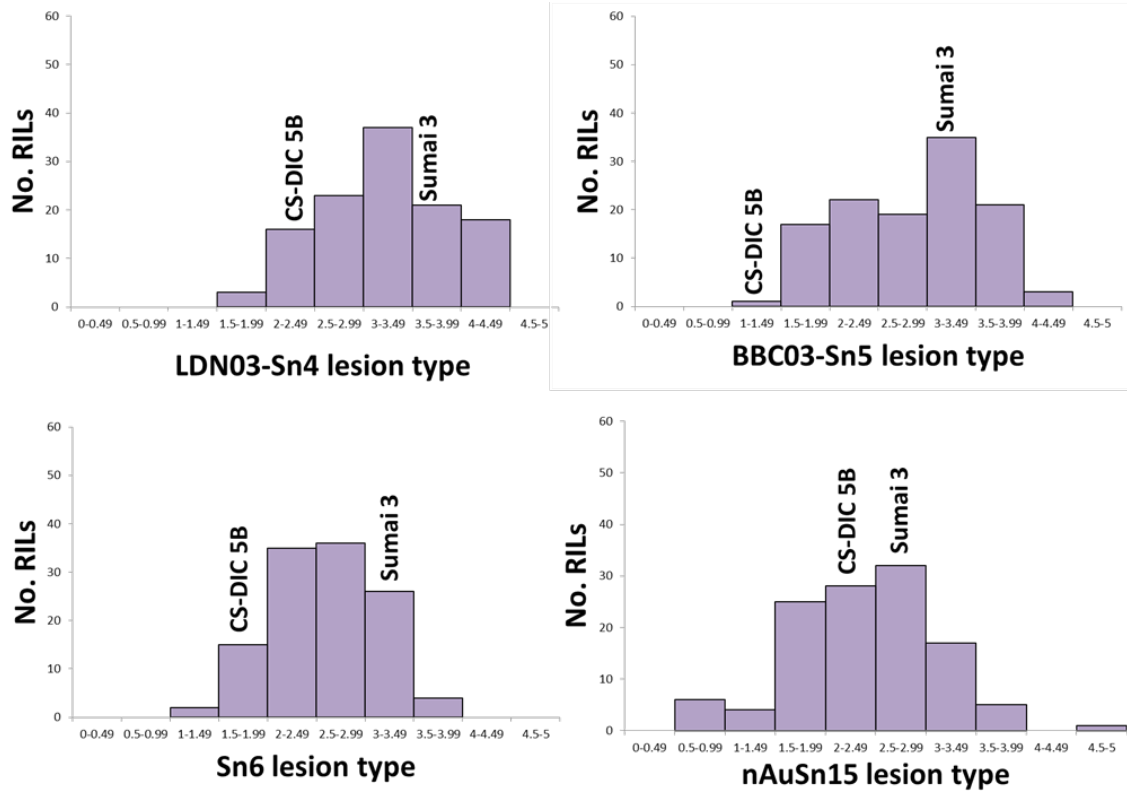 60
50
40
30
20
10
0
No. RILs
CS-DIC 5B
Sumai 3
0-0.49 0.5-0.99 1-1.49 1.5-1.99 2-2.49 2.5-2.99 3-3.49 3.5-3.99 4-4.49 4.5-5
LDN03-Sn4 lesion type
60
50
40
30
20
10
0
No. RILs
CS-DIC 5B
Sumai 3
0-0.49 0.5-0.99 1-1.49 1.5-1.99 2-2.49 2.5-2.99 3-3.49 3.5-3.99 4-4.49 4.5-5
BBC03-Sn5 lesion type
60
50
40
30
20
10
0
No. RILs
CS-DIC 5B
Sumai 3
0-0.49 0.5-0.99 1-1.49 1.5-1.99 2-2.49 2.5-2.99 3-3.49 3.5-3.99 4-4.49 4.5-5
Sn6 lesion type
60
50
40
30
20
10
0
No. RILs
CS-DIC 5B
Sumai 3
0-0.49 0.5-0.99 1-1.49 1.5-1.99 2-2.49 2.5-2.99 3-3.49 3.5-3.99 4-4.49 4.5-5
nAuSn15 lesion type